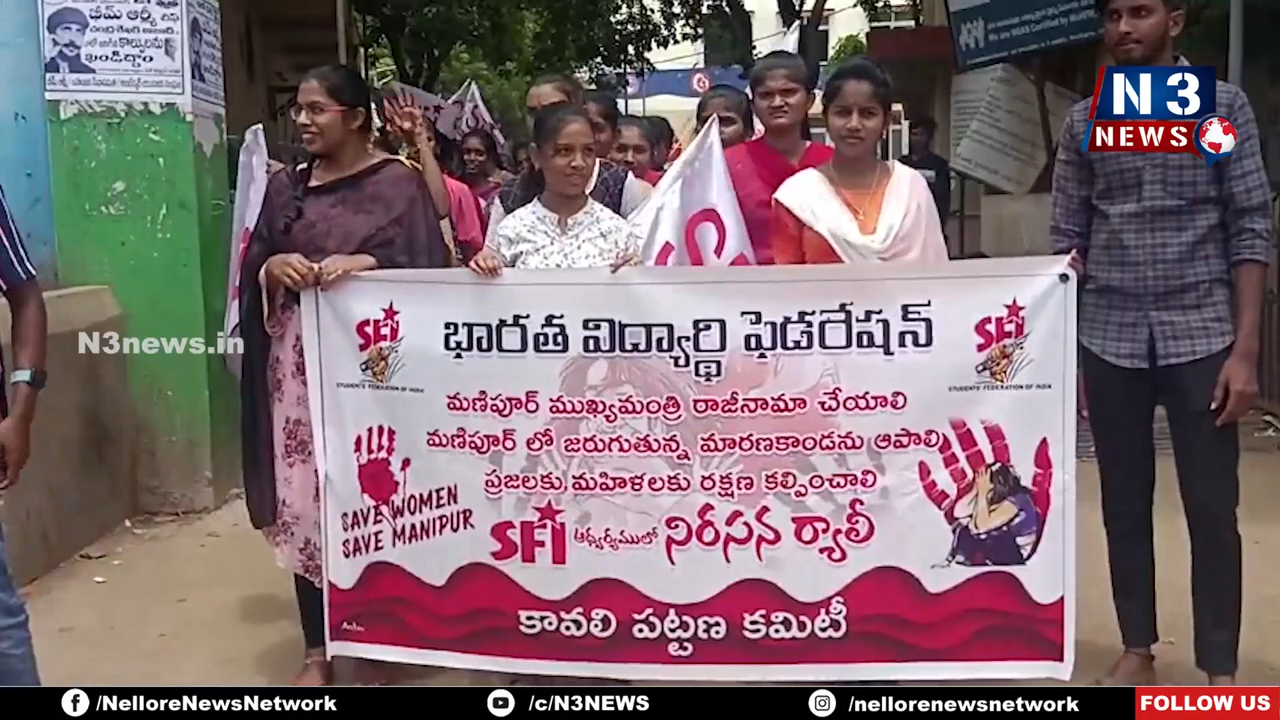 భీమ్ ఆర్మీ చీఫ్
ఖండిద్దాం
N3
NEWS
N3news.in
SFI
STUDENTS' FEDERATION OF INDIA
భారత విద్యార్థి ఫెడరేషన్
SFI
STUDENTS' FEDERATION OF INDIA
మణిపూర్ ముఖ్యమంత్రి రాజీనామా చేయాలి
మణిపూర్ లో జరుగుతున్న మారణకాండను ఆపాలి
ప్రజలకు, మహిళలకు రక్షణ కల్పించాలి
SAVE WOMEN
SAVE MANIPUR
SFI ఆధ్వర్యములో నిరసన ర్యాలీ
కావలి పట్టణ కమిటీ
/NelloreNewsNetwork
/c/N3NEWS
/nellorenewsnetwork
FOLLOW US